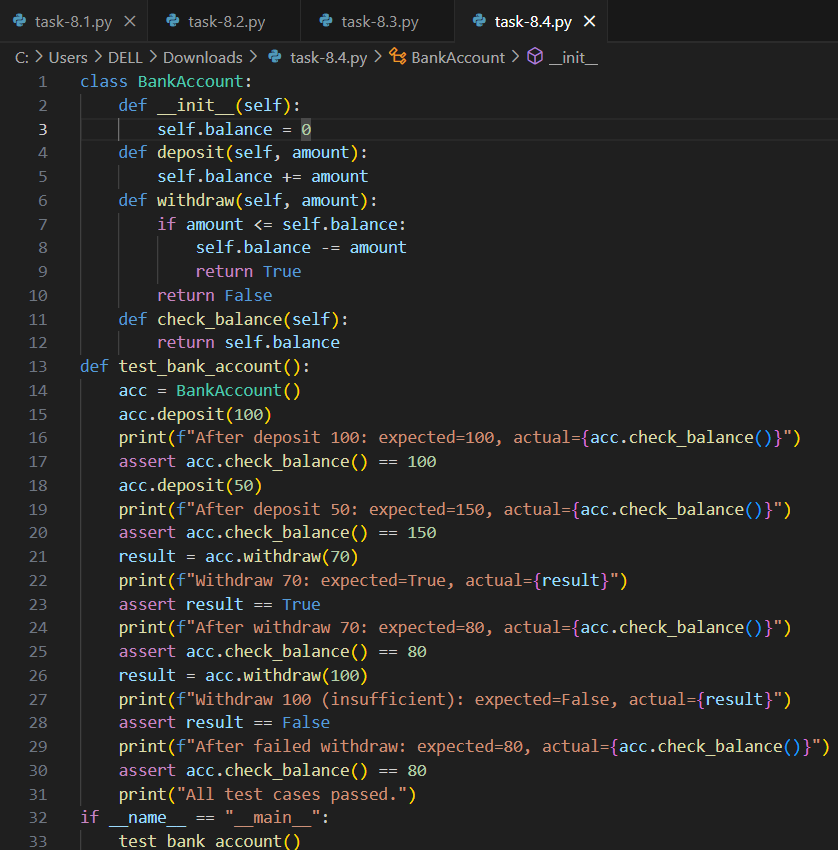 task-8.1.py task-8.2.py task-8.3.py task-8.4.py
C: > Users > DELL > Downloads > task-8.4.py > BankAccount > __init__
1 class BankAccount:
2     def __init__(self):
3         self.balance = 0
4     def deposit(self, amount):
5         self.balance += amount
6     def withdraw(self, amount):
7         if amount <= self.balance:
8             self.balance -= amount
9             return True
10         return False
11     def check_balance(self):
12         return self.balance
13 def test_bank_account():
14     acc = BankAccount()
15     acc.deposit(100)
16     print(f"After deposit 100: expected=100, actual={acc.check_balance()}")
17     assert acc.check_balance() == 100
18     acc.deposit(50)
19     print(f"After deposit 50: expected=150, actual={acc.check_balance()}")
20     assert acc.check_balance() == 150
21     result = acc.withdraw(70)
22     print(f"Withdraw 70: expected=True, actual={result}")
23     assert result == True
24     print(f"After withdraw 70: expected=80, actual={acc.check_balance()}")
25     assert acc.check_balance() == 80
26     result = acc.withdraw(100)
27     print(f"Withdraw 100 (insufficient): expected=False, actual={result}")
28     assert result == False
29     print(f"After failed withdraw: expected=80, actual={acc.check_balance()}")
30     assert acc.check_balance() == 80
31     print("All test cases passed.")
32 if __name__ == "__main__":
33     test_bank_account()